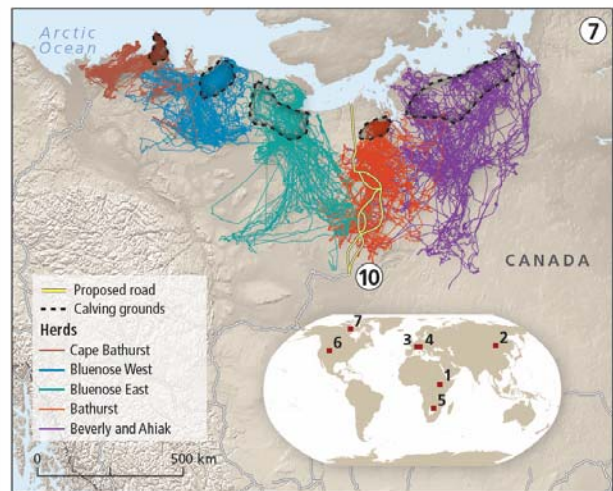 Arctic
Ocean
7
10
CANADA
Proposed road
Calving grounds
Herds
Cape Bathurst
Bluenose West
Bluenose East
Bathurst
Beverly and Ahiak
0 500 km
7
6
3 4
2
1
5